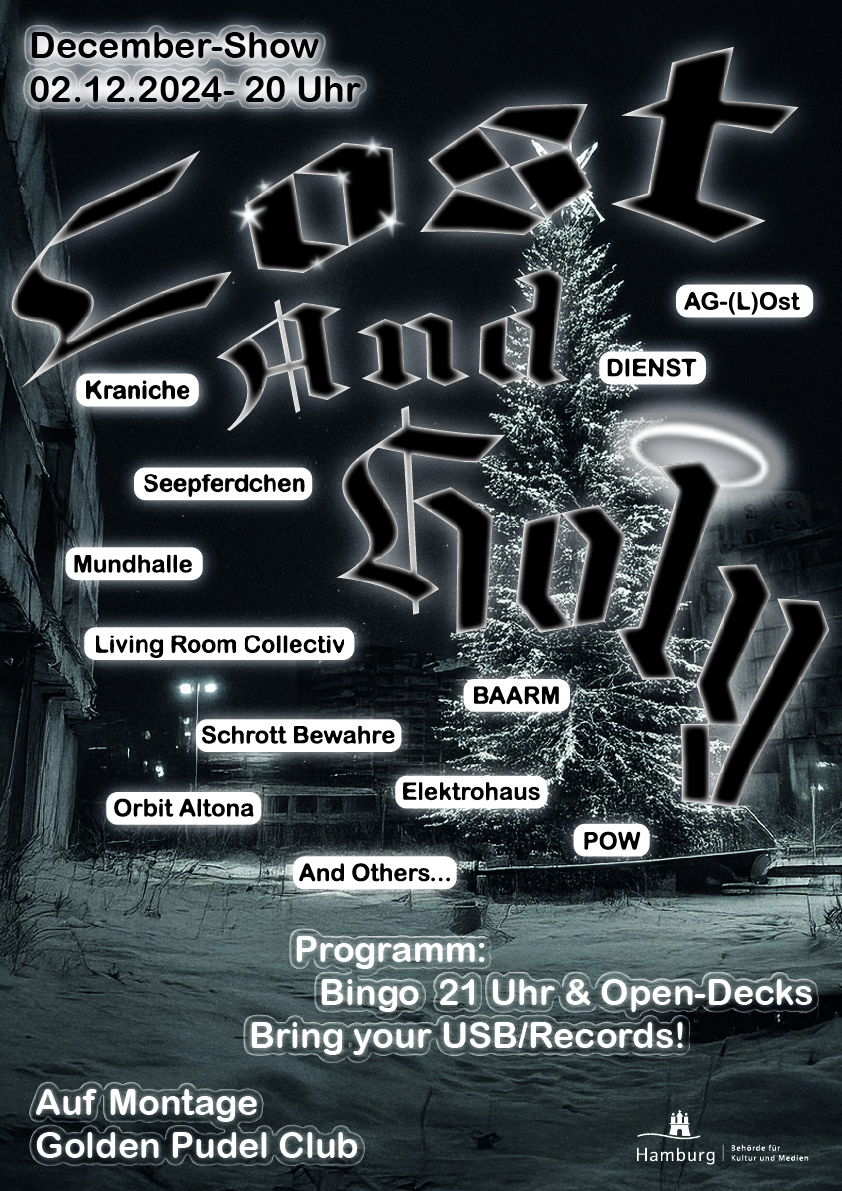 December-Show
02.12.2024- 20 Uhr
Lost
And
Holy
AG-(L)Ost
DIENST
Kraniche
Seepferdchen
Mundhalle
Living Room Collectiv
BAARM
Schrott Bewahre
Elektrohaus
Orbit Altona
POW
And Others...
Programm:
Bingo 21 Uhr & Open-Decks
Bring your USB/Records!
Auf Montage
Golden Pudel Club
Hamburg
Behörde für
Kultur und Medien